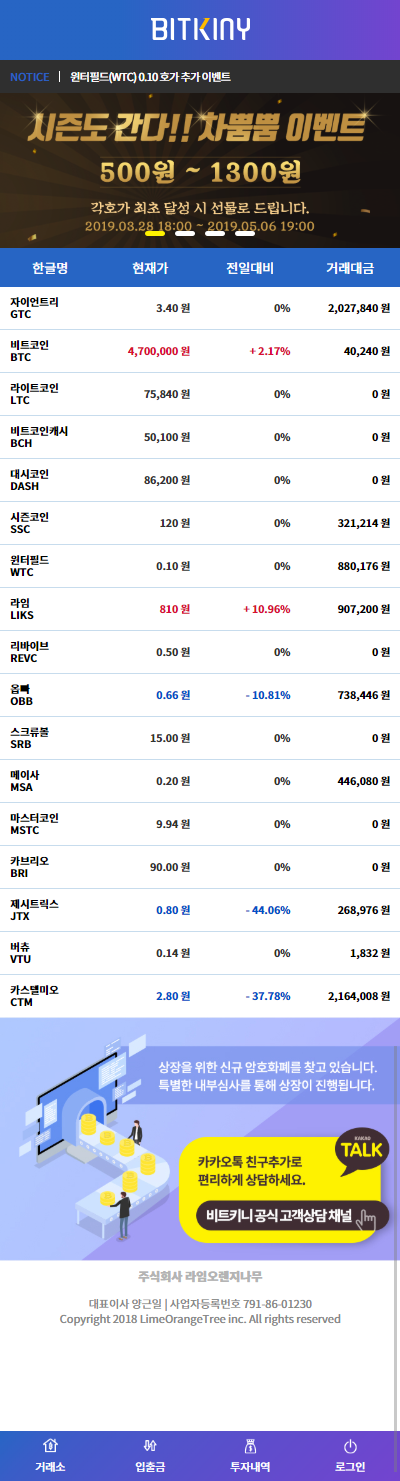 BITKINY
NOTICE | 윈터필드(WTC) 0.10 호가 추가 이벤트
시즌도 간다!! 차뿜뿜 이벤트
500원 ~ 1300원
각호가 최초 달성 시 선물로 드립니다.
2019.03.28 18:00 ~ 2019.05.06 19:00
한글명 현재가 전일대비 거래대금
자이언트리
GTC 3.40 원 0% 2,027,840 원
비트코인
BTC 4,700,000 원 + 2.17% 40,240 원
라이트코인
LTC 75,840 원 0% 0 원
비트코인캐시
BCH 50,100 원 0% 0 원
대시코인
DASH 86,200 원 0% 0 원
시즌코인
SSC 120 원 0% 321,214 원
윈터필드
WTC 0.10 원 0% 880,176 원
라임
LIKS 810 원 + 10.96% 907,200 원
리바이브
REVC 0.50 원 0% 0 원
옵빠
OBB 0.66 원 - 10.81% 738,446 원
스크류볼
SRB 15.00 원 0% 0 원
메이사
MSA 0.20 원 0% 446,080 원
마스터코인
MSTC 9.94 원 0% 0 원
카브리오
BRI 90.00 원 0% 0 원
제시트릭스
JTX 0.80 원 - 44.06% 268,976 원
버츄
VTU 0.14 원 0% 1,832 원
카스텔미오
CTM 2.80 원 - 37.78% 2,164,008 원
상장을 위한 신규 암호화폐를 찾고 있습니다.
특별한 내부심사를 통해 상장이 진행됩니다.
KAKAO
TALK
카카오톡 친구추가로
편리하게 상담하세요.
비트키니 공식 고객상담 채널
주식회사 라임오렌지나무
대표이사 양근일 | 사업자등록번호 791-86-01230
Copyright 2018 LimeOrangeTree inc. All rights reserved
거래소 입출금 투자내역 로그인